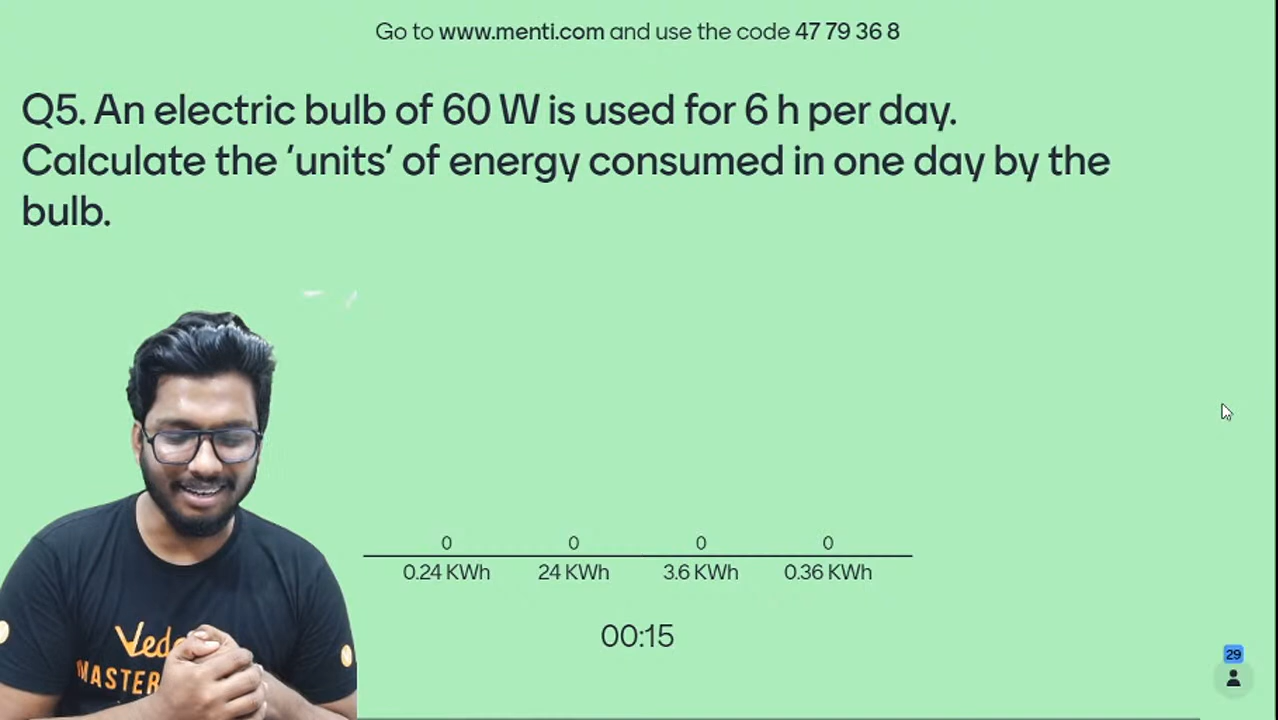 Go to www.menti.com and use the code 47 79 36 8
Q5. An electric bulb of 60 W is used for 6 h per day.
Calculate the ‘units’ of energy consumed in one day by the
bulb.
0 0 0 0
0.24 KWh 24 KWh 3.6 KWh 0.36 KWh
00:15
MASTER
29